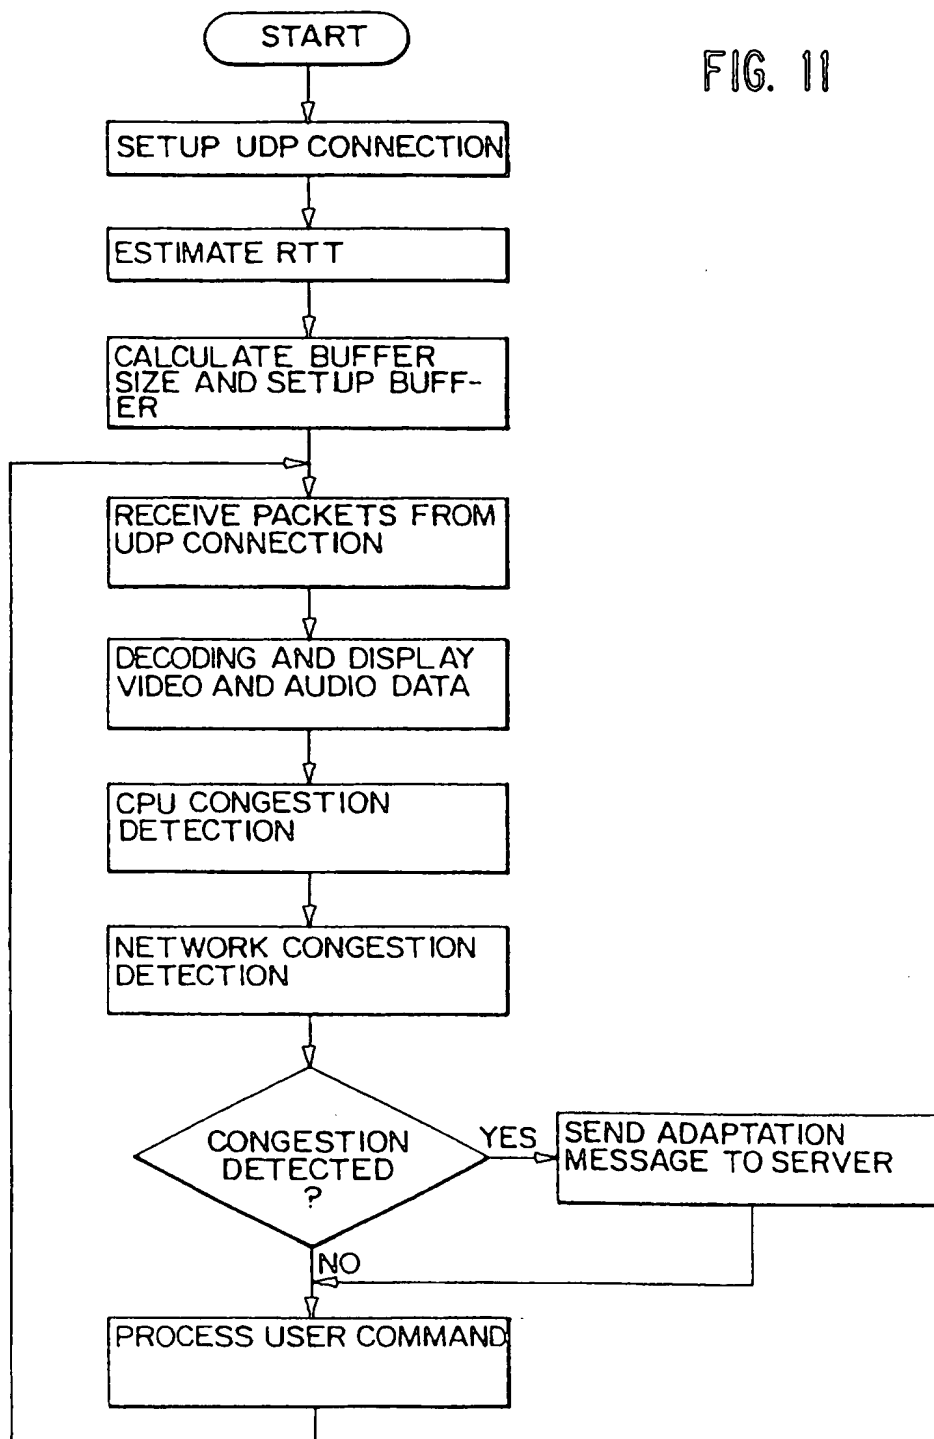 START
FIG. 11
SETUP UDP CONNECTION
ESTIMATE RTT
CALCULATE BUFFER
SIZE AND SETUP BUFF-
ER
RECEIVE PACKETS FROM
UDP CONNECTION
DECODING AND DISPLAY
VIDEO AND AUDIO DATA
CPU CONGESTION
DETECTION
NETWORK CONGESTION
DETECTION
CONGESTION
DETECTED
?
YES
SEND ADAPTATION
MESSAGE TO SERVER
NO
PROCESS USER COMMAND